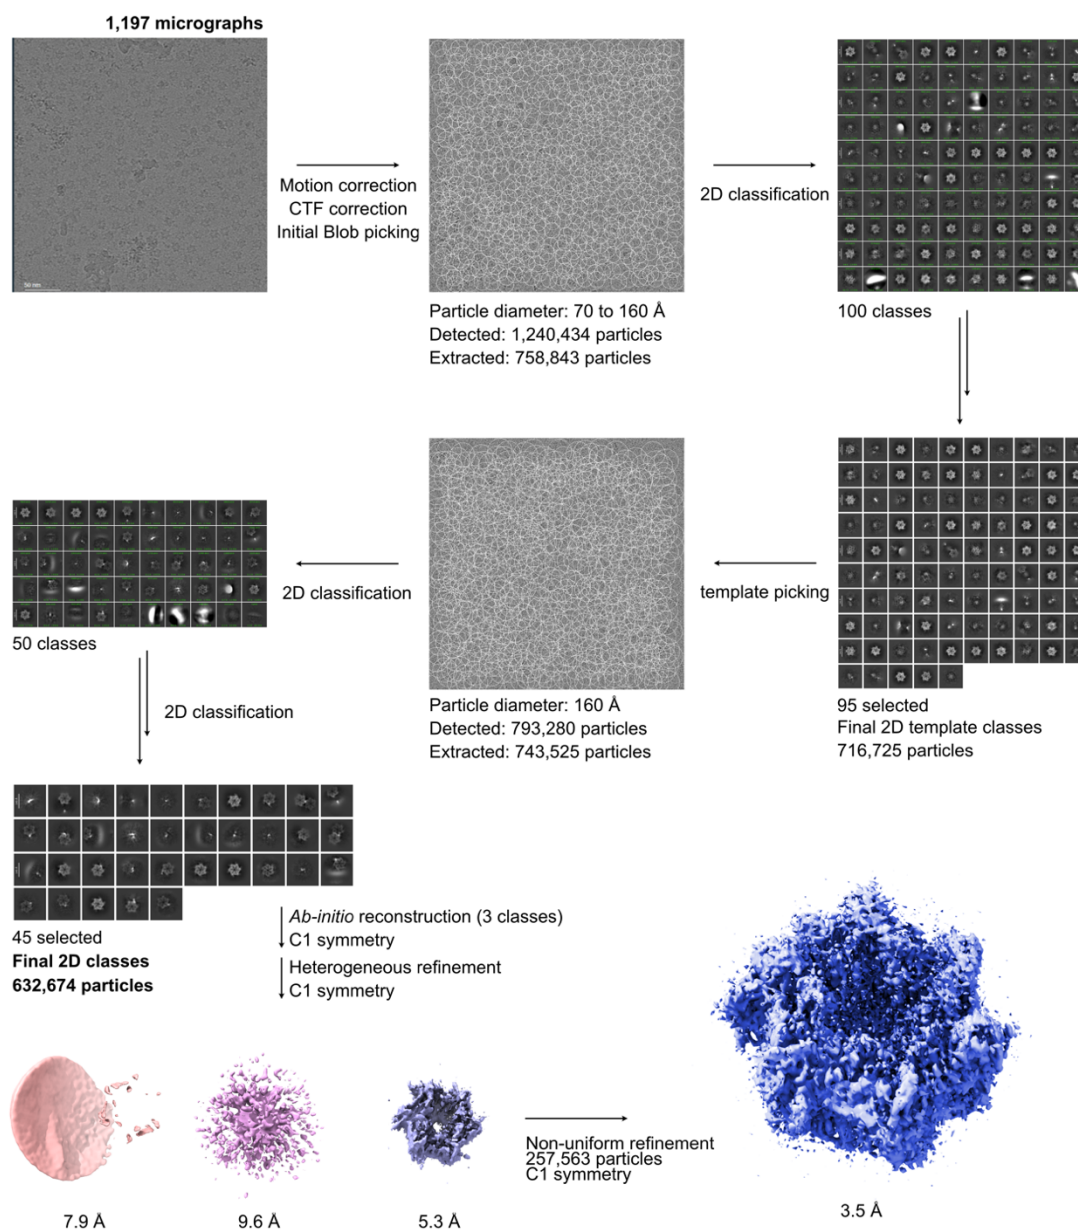 1,197 micrographs
50 nm
Motion correction
CTF correction
Initial Blob picking
Particle diameter: 70 to 160 Å
Detected: 1,240,434 particles
Extracted: 758,843 particles
2D classification
100 classes
95 selected
Final 2D template classes
716,725 particles
template picking
Particle diameter: 160 Å
Detected: 793,280 particles
Extracted: 743,525 particles
2D classification
50 classes
2D classification
45 selected
Final 2D classes
632,674 particles
Ab-initio reconstruction (3 classes)
C1 symmetry
Heterogeneous refinement
C1 symmetry
7.9 Å
9.6 Å
5.3 Å
Non-uniform refinement
257,563 particles
C1 symmetry
3.5 Å